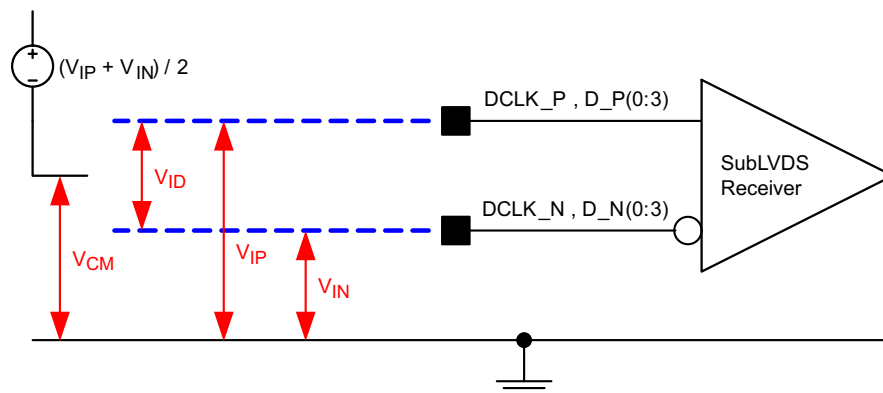 (VIP + VIN) / 2
DCLK_P , D_P(0:3)
SubLVDS
Receiver
VID
DCLK_N , D_N(0:3)
VCM
VIP
VIN